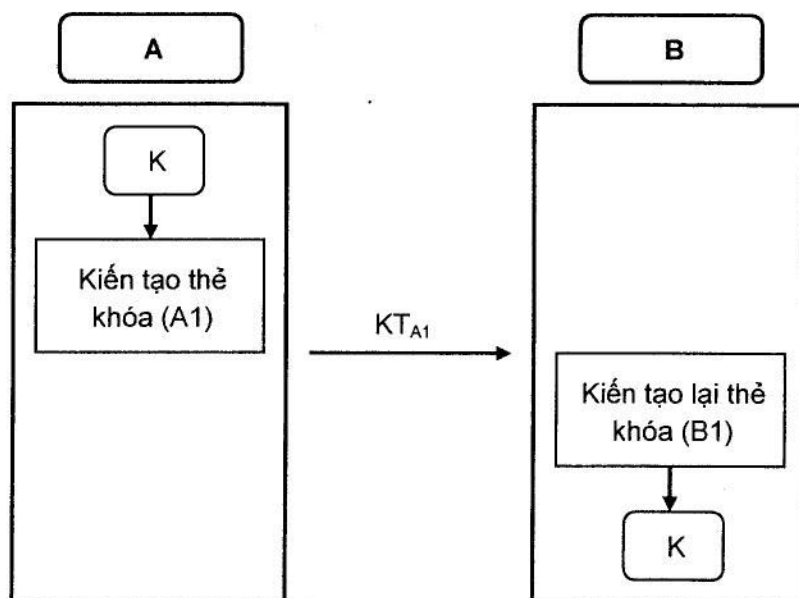 A
B
K
Kiến tạo thẻ
khóa (A1)
KTA1
Kiến tạo lại thẻ
khóa (B1)
K